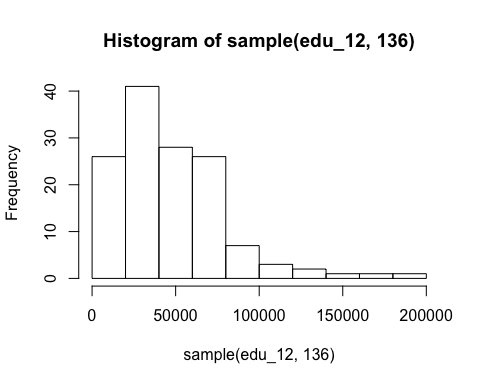 Histogram of sample(edu_12, 136)
Frequency
40
30
20
10
0
0 50000 100000 150000 200000
sample(edu_12, 136)